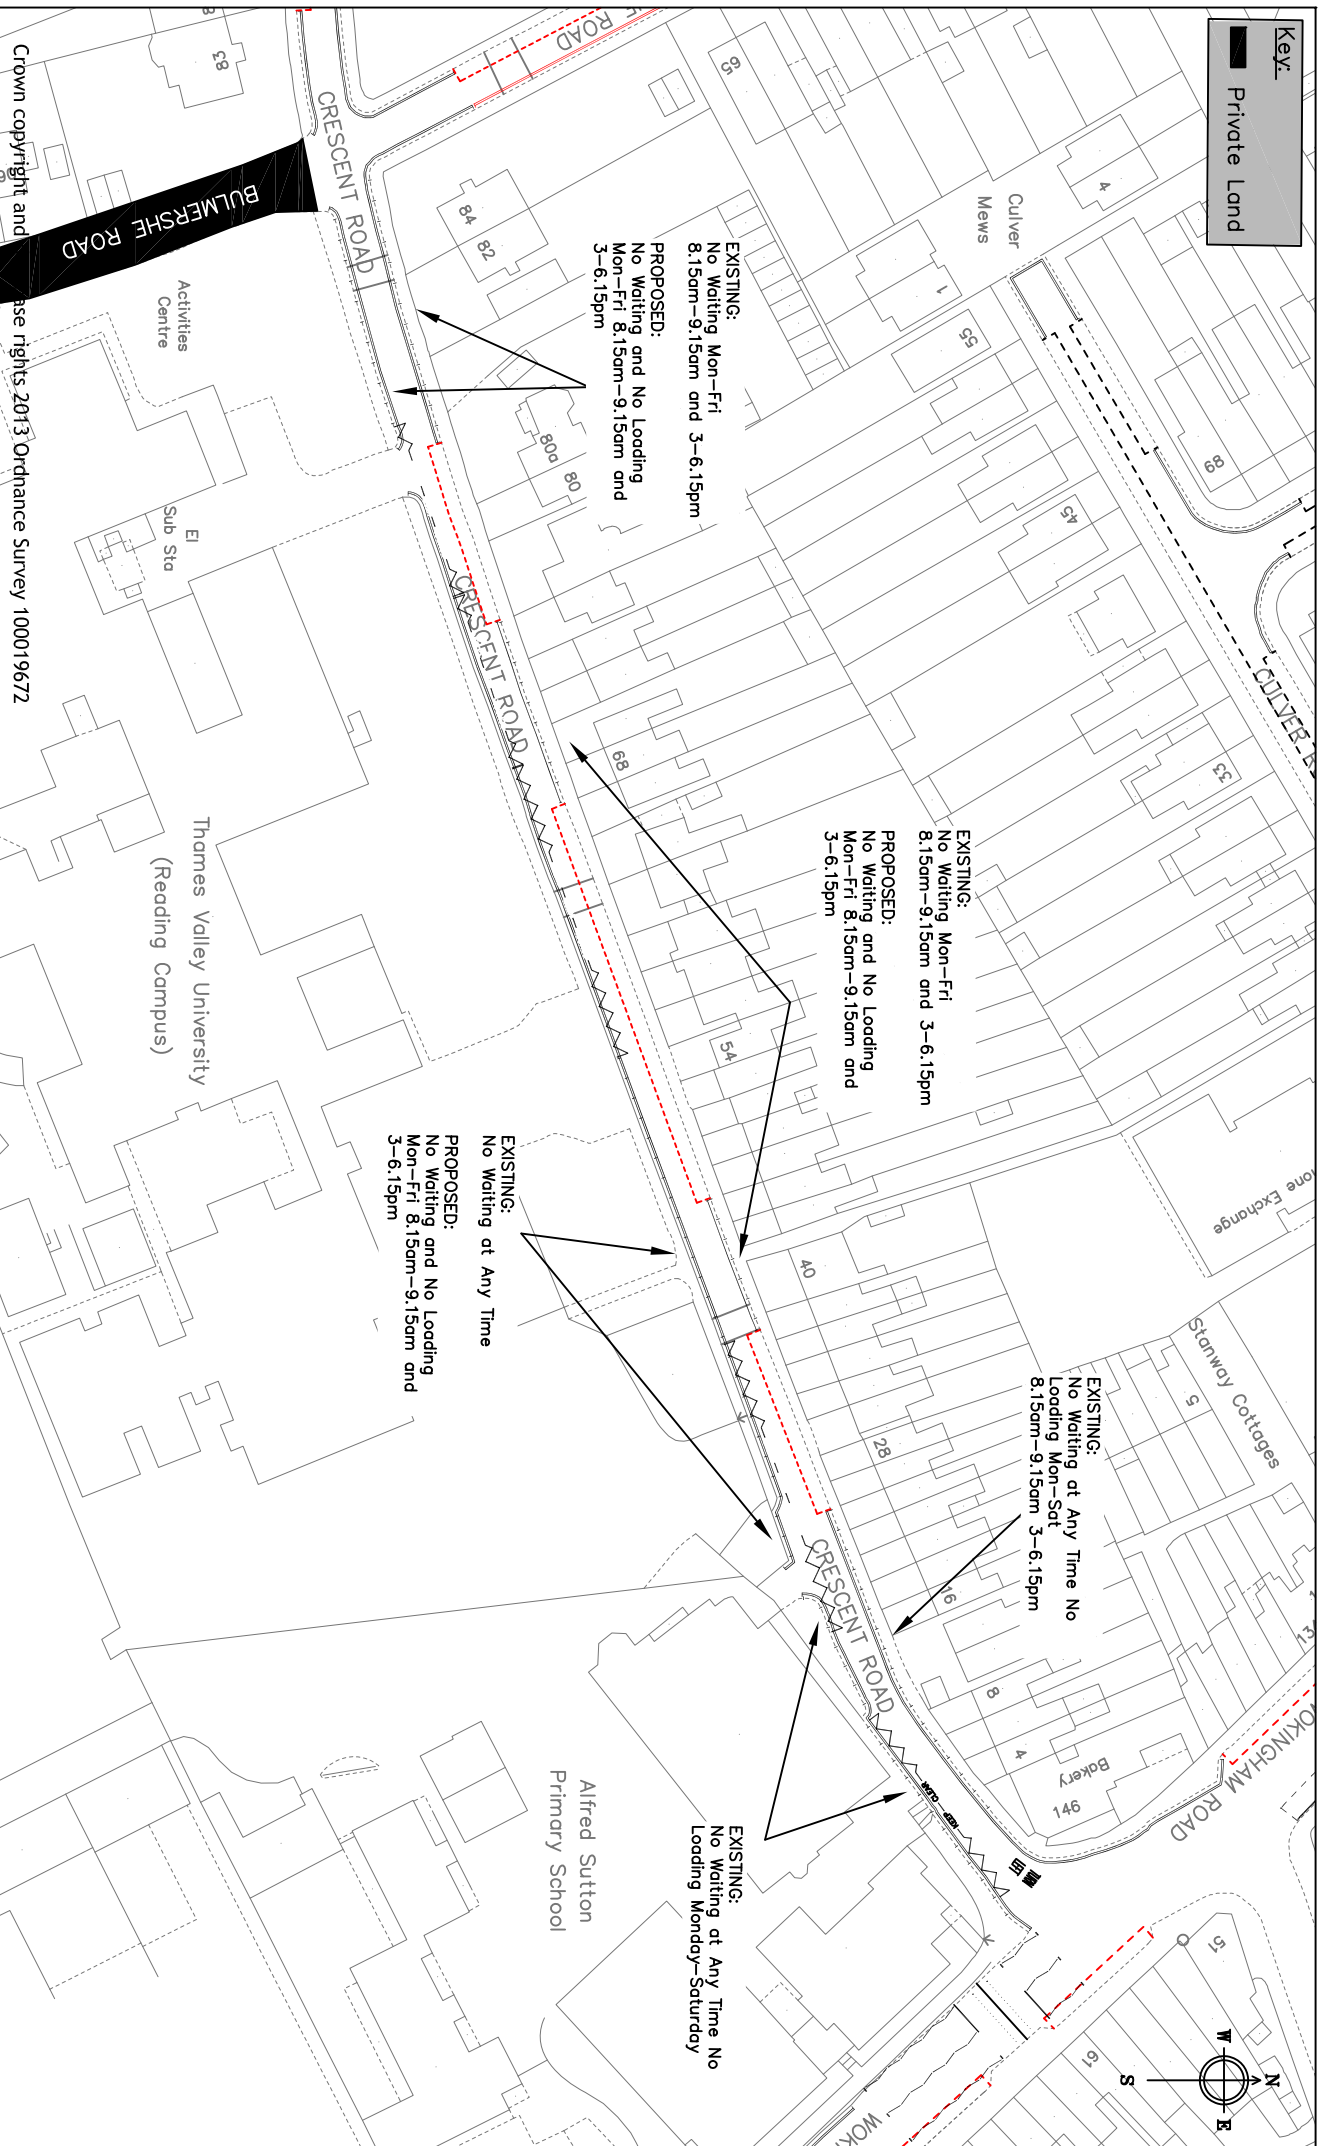 Key:
Private Land
CRESCENT ROAD
BULMERSHE ROAD
ROAD
83
84
82
65
Culver
Mews
4
1
55
45
33
68
CULVER R
Activities
Centre
EXISTING:
No Waiting Mon-Fri
8.15am-9.15am and 3-6.15pm
PROPOSED:
No Waiting and No Loading
Mon-Fri 8.15am-9.15am and
3-6.15pm
80a
80
El
Sub Sta
CRESCENT ROAD
68
54
EXISTING:
No Waiting Mon-Fri
8.15am-9.15am and 3-6.15pm
PROPOSED:
No Waiting and No Loading
Mon-Fri 8.15am-9.15am and
3-6.15pm
Thames Valley University
(Reading Campus)
EXISTING:
No Waiting at Any Time
PROPOSED:
No Waiting and No Loading
Mon-Fri 8.15am-9.15am and
3-6.15pm
one Exchange
Stanway Cottages
5
40
28
16
8
4
Bakery
146
EXISTING:
No Waiting at Any Time No
Loading Mon-Sat
8.15am-9.15am 3-6.15pm
CRESCENT ROAD
KEEP CLEAR
OKINGHAM ROAD
13
EXISTING:
No Waiting at Any Time No
Loading Monday-Saturday
Alfred Sutton
Primary School
51
61
WOK
N
W
E
S
Crown copyright and
ase rights 2013 Ordnance Survey 100019672